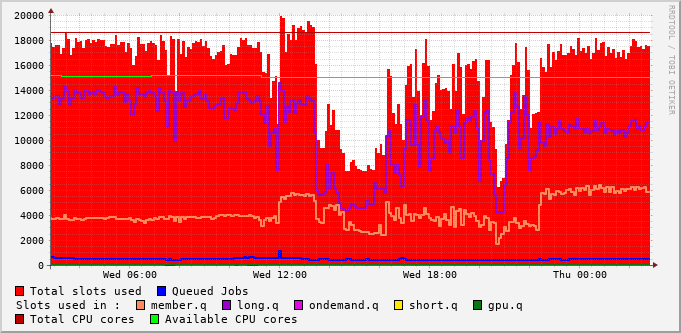 RRDTOOL / TOBI OETIKER
20000
18000
16000
14000
12000
10000
8000
6000
4000
2000
0
Wed 06:00 Wed 12:00 Wed 18:00 Thu 00:00
Total slots used Queued Jobs
Slots used in : member.q long.q ondemand.q short.q gpu.q
Total CPU cores Available CPU cores